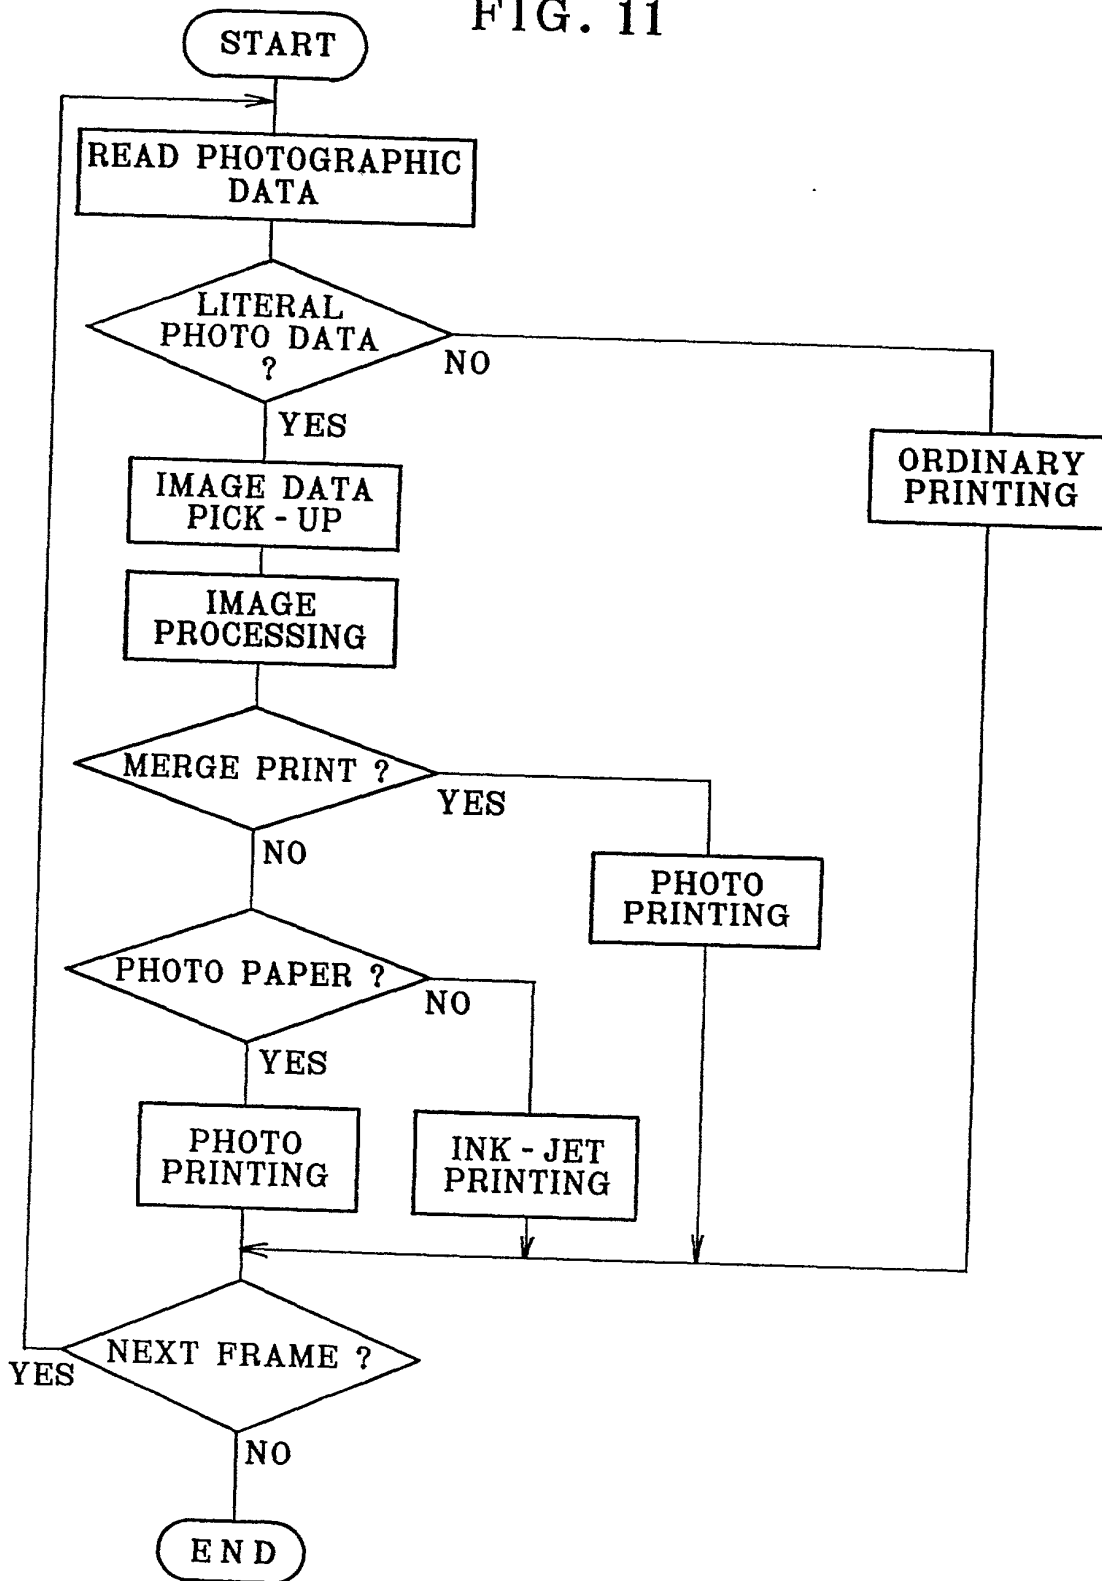 FIG. 11
START
READ PHOTOGRAPHIC
DATA
LITERAL
PHOTO DATA
?
NO
YES
ORDINARY
PRINTING
IMAGE DATA
PICK - UP
IMAGE
PROCESSING
MERGE PRINT ?
YES
NO
PHOTO
PRINTING
PHOTO PAPER ?
NO
YES
PHOTO
PRINTING
INK - JET
PRINTING
NEXT FRAME ?
YES
NO
END